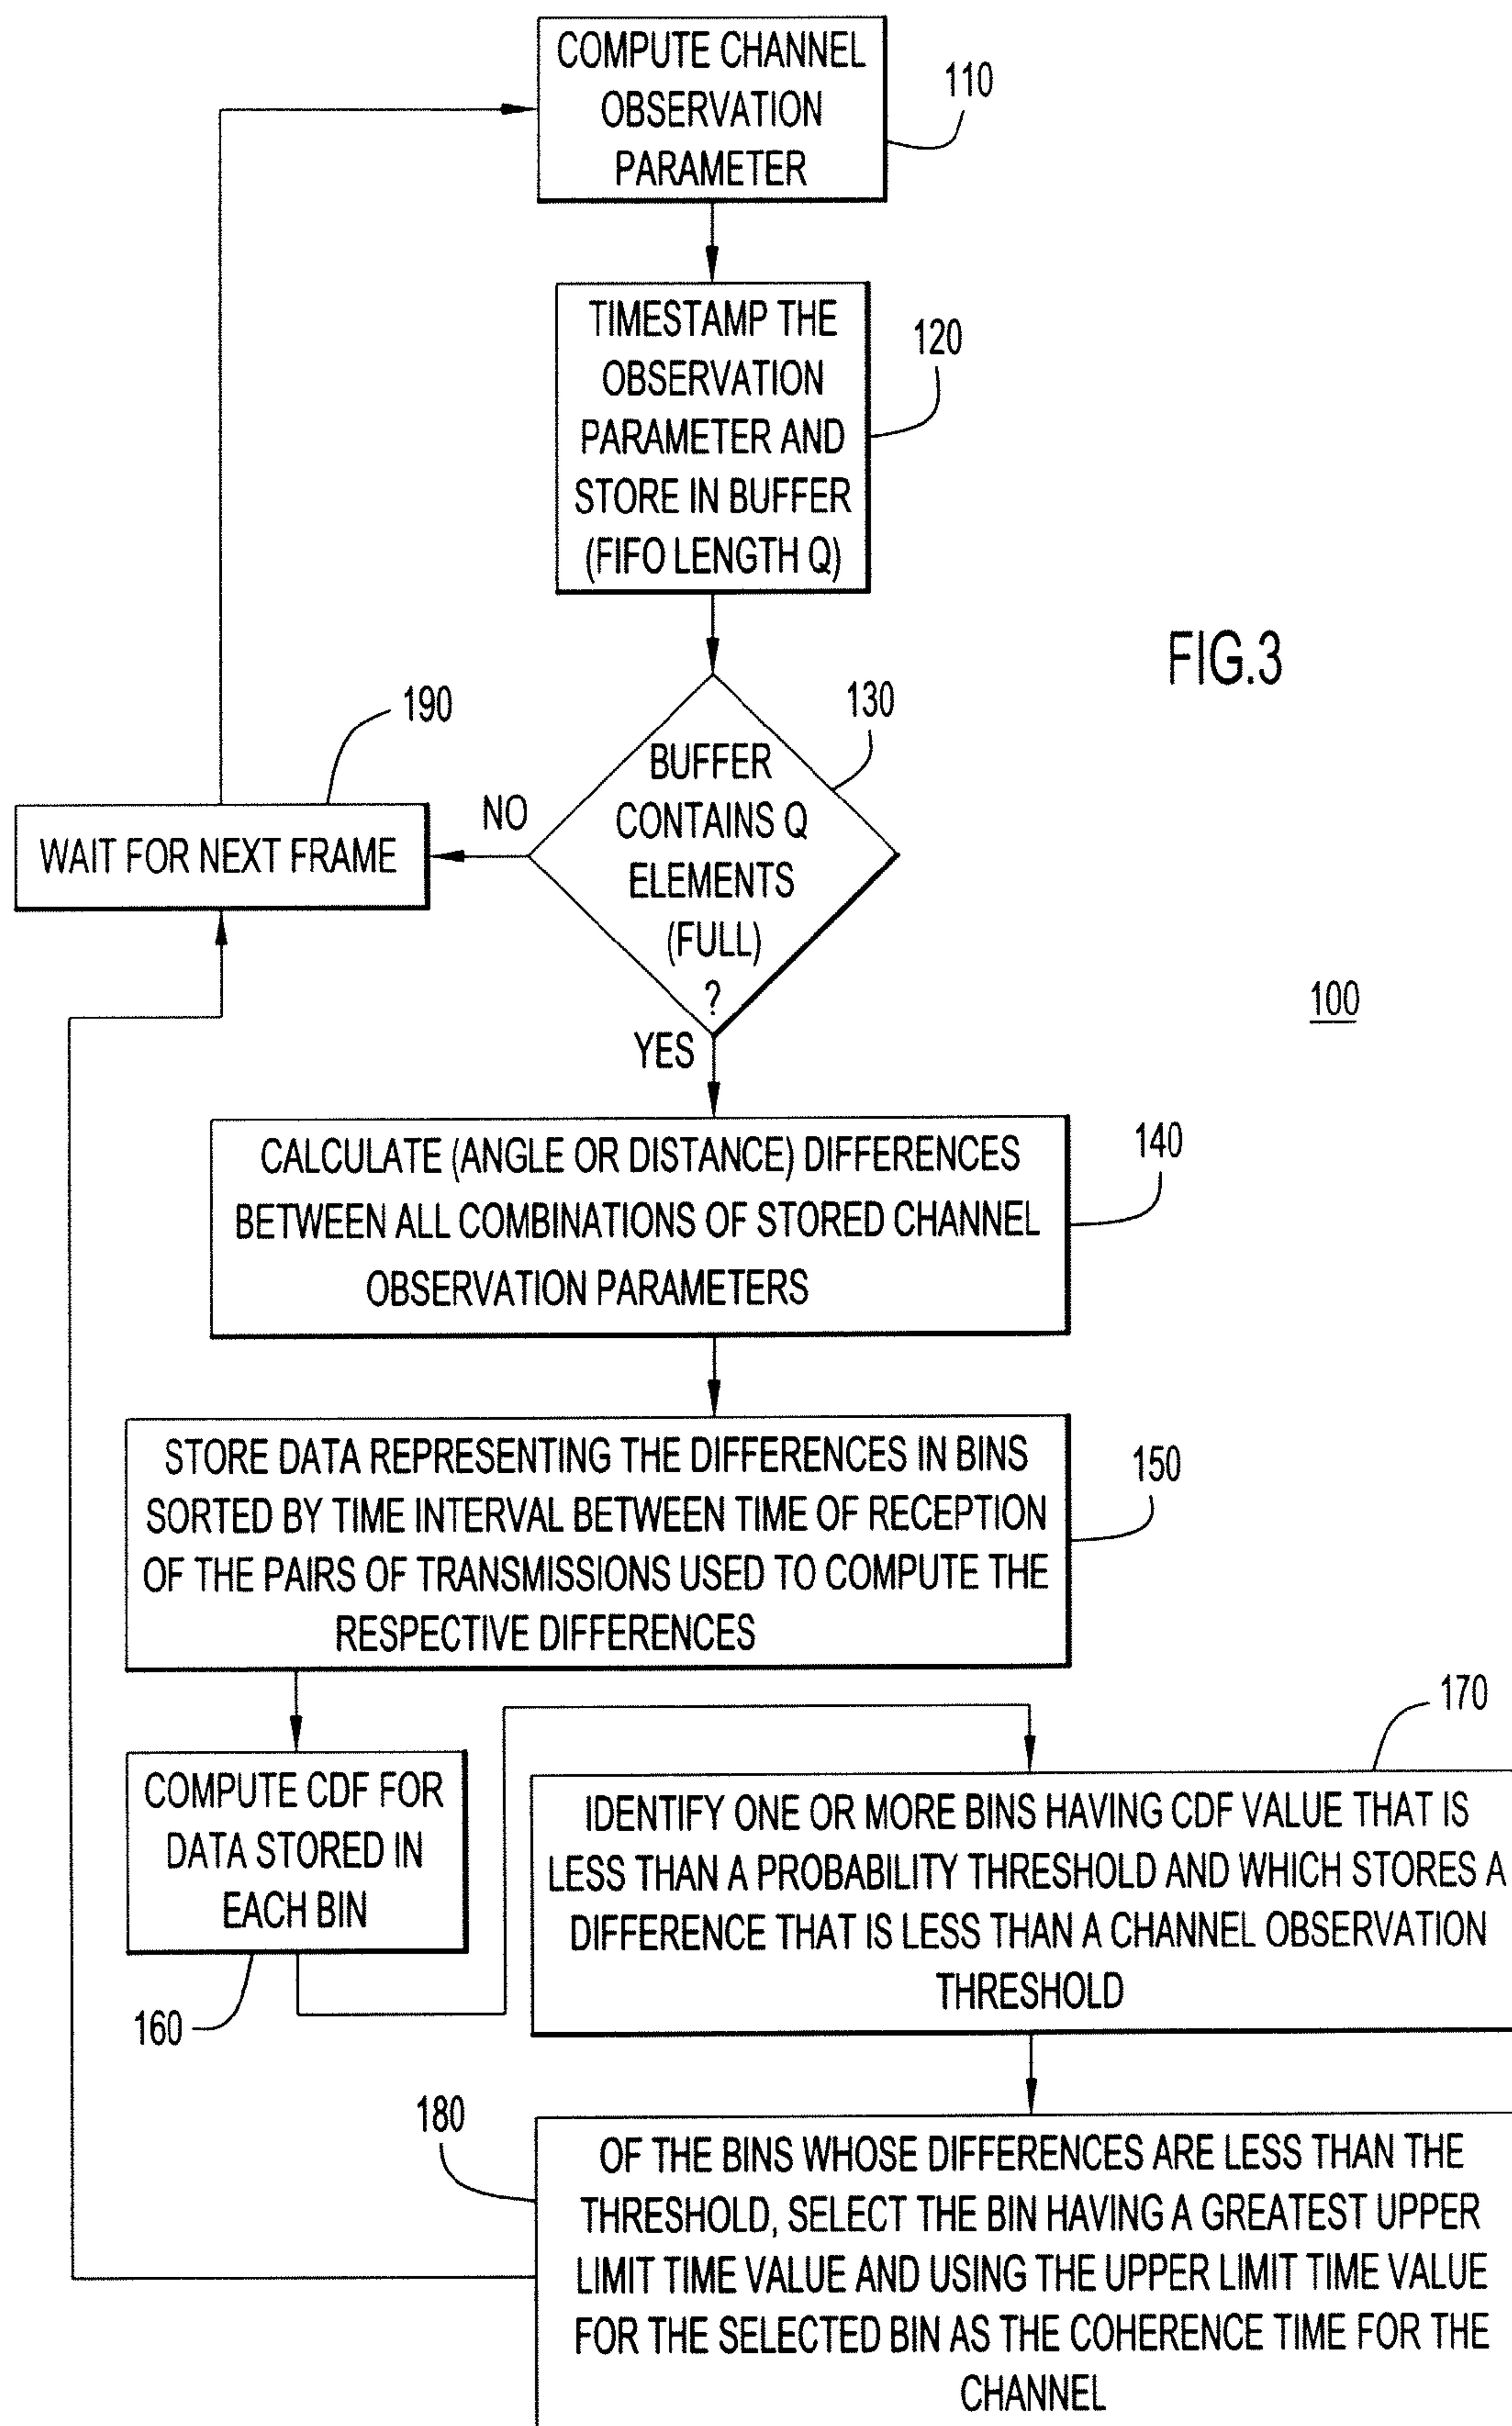 COMPUTE CHANNEL
OBSERVATION
PARAMETER
110
TIMESTAMP THE
OBSERVATION
PARAMETER AND
STORE IN BUFFER
(FIFO LENGTH Q)
120
FIG.3
BUFFER
CONTAINS Q
ELEMENTS
(FULL)
?
130
NO
190
WAIT FOR NEXT FRAME
100
YES
CALCULATE (ANGLE OR DISTANCE) DIFFERENCES
BETWEEN ALL COMBINATIONS OF STORED CHANNEL
OBSERVATION PARAMETERS
140
STORE DATA REPRESENTING THE DIFFERENCES IN BINS
SORTED BY TIME INTERVAL BETWEEN TIME OF RECEPTION
OF THE PAIRS OF TRANSMISSIONS USED TO COMPUTE THE
RESPECTIVE DIFFERENCES
150
COMPUTE CDF FOR
DATA STORED IN
EACH BIN
160
170
IDENTIFY ONE OR MORE BINS HAVING CDF VALUE THAT IS
LESS THAN A PROBABILITY THRESHOLD AND WHICH STORES A
DIFFERENCE THAT IS LESS THAN A CHANNEL OBSERVATION
THRESHOLD
180
OF THE BINS WHOSE DIFFERENCES ARE LESS THAN THE
THRESHOLD, SELECT THE BIN HAVING A GREATEST UPPER
LIMIT TIME VALUE AND USING THE UPPER LIMIT TIME VALUE
FOR THE SELECTED BIN AS THE COHERENCE TIME FOR THE
CHANNEL